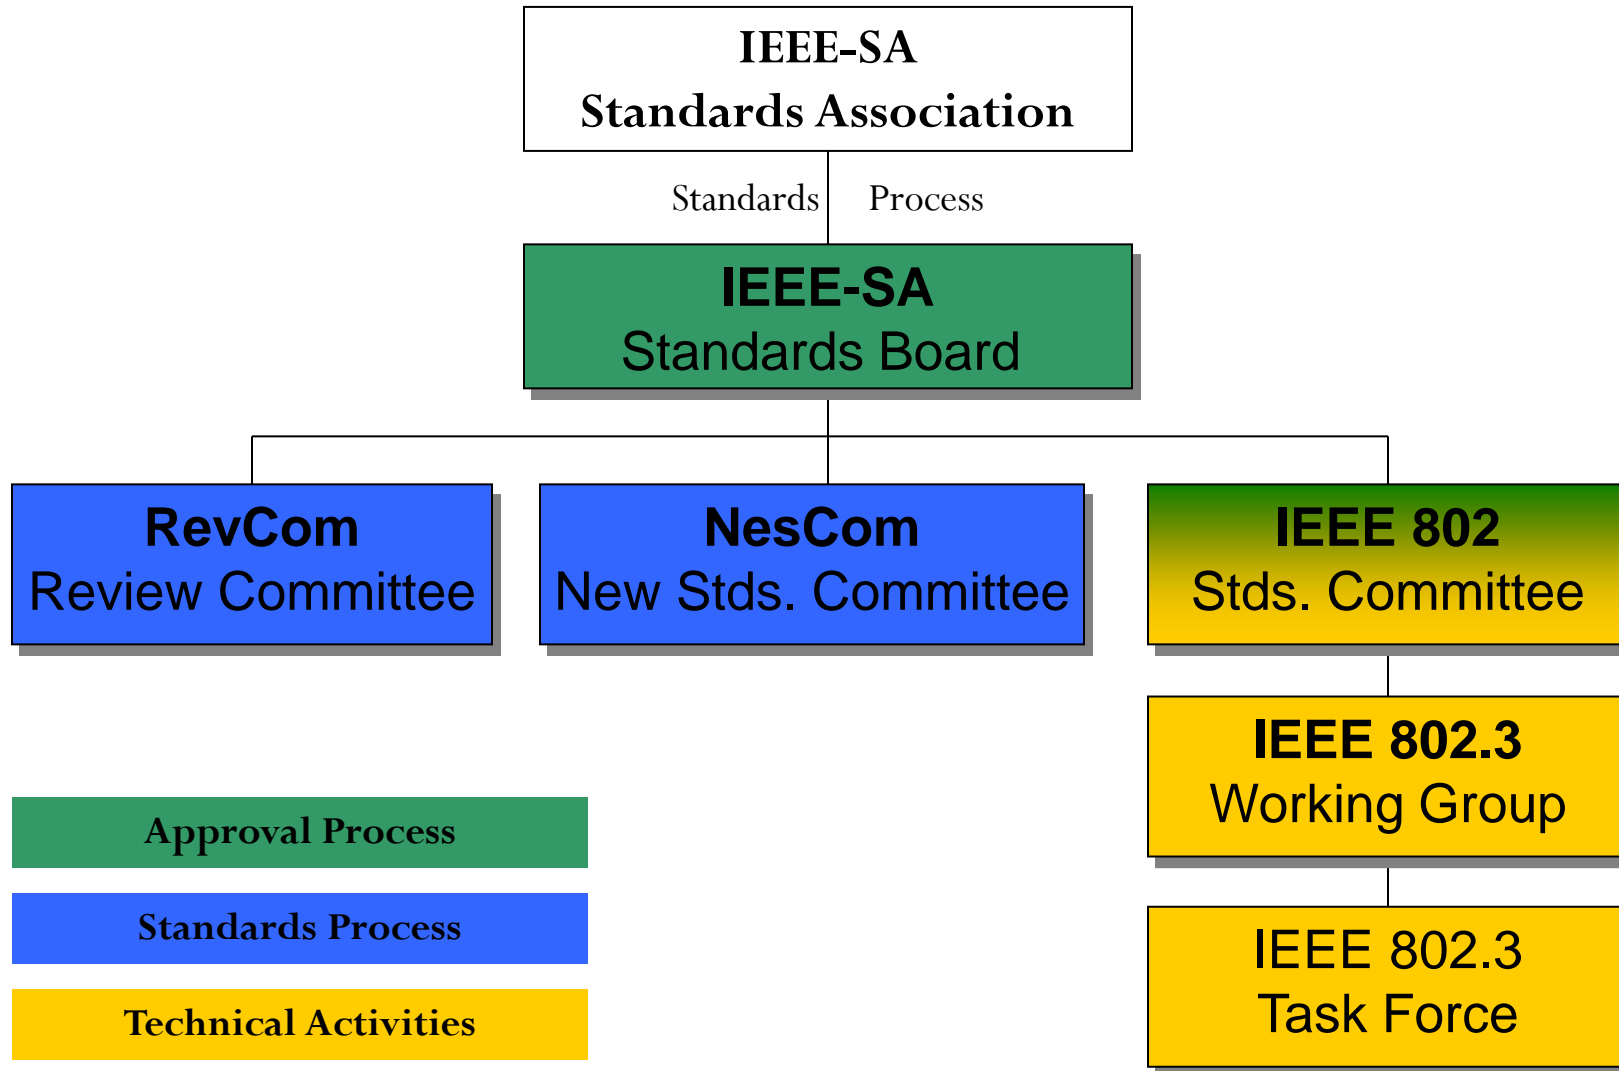 IEEE-SA
Standards Association
Standards Process
IEEE-SA
Standards Board
RevCom
Review Committee
NesCom
New Stds. Committee
IEEE 802
Stds. Committee
IEEE 802.3
Working Group
IEEE 802.3
Task Force
Approval Process
Standards Process
Technical Activities